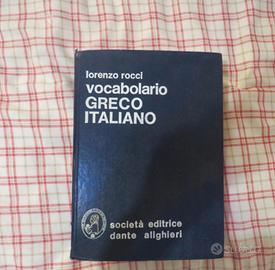 lorenzo rocci
vocabolario
GRECO
ITALIANO
società editrice
dante alighieri